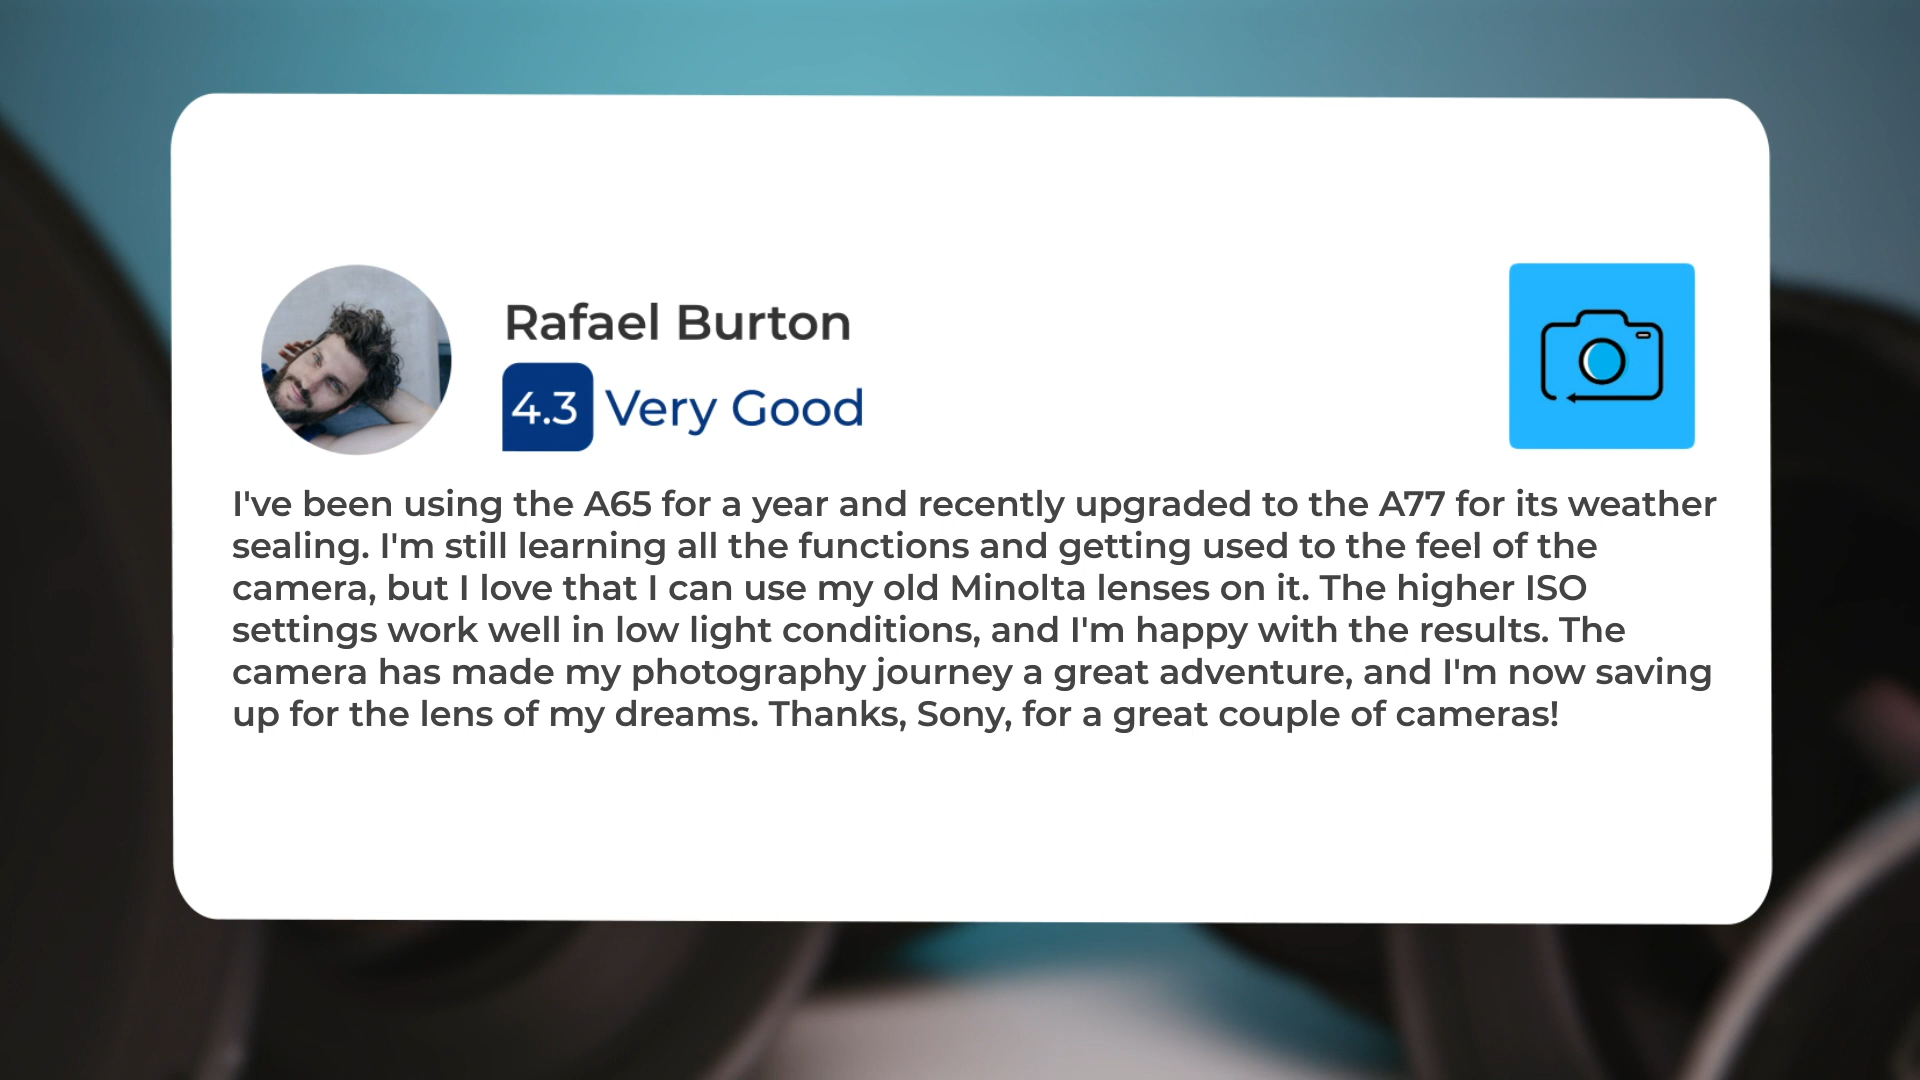 Rafael Burton
4.3 Very Good
I've been using the A65 for a year and recently upgraded to the A77 for its weather
sealing. I'm still learning all the functions and getting used to the feel of the
camera, but I love that I can use my old Minolta lenses on it. The higher ISO
settings work well in low light conditions, and I'm happy with the results. The
camera has made my photography journey a great adventure, and I'm now saving
up for the lens of my dreams. Thanks, Sony, for a great couple of cameras!